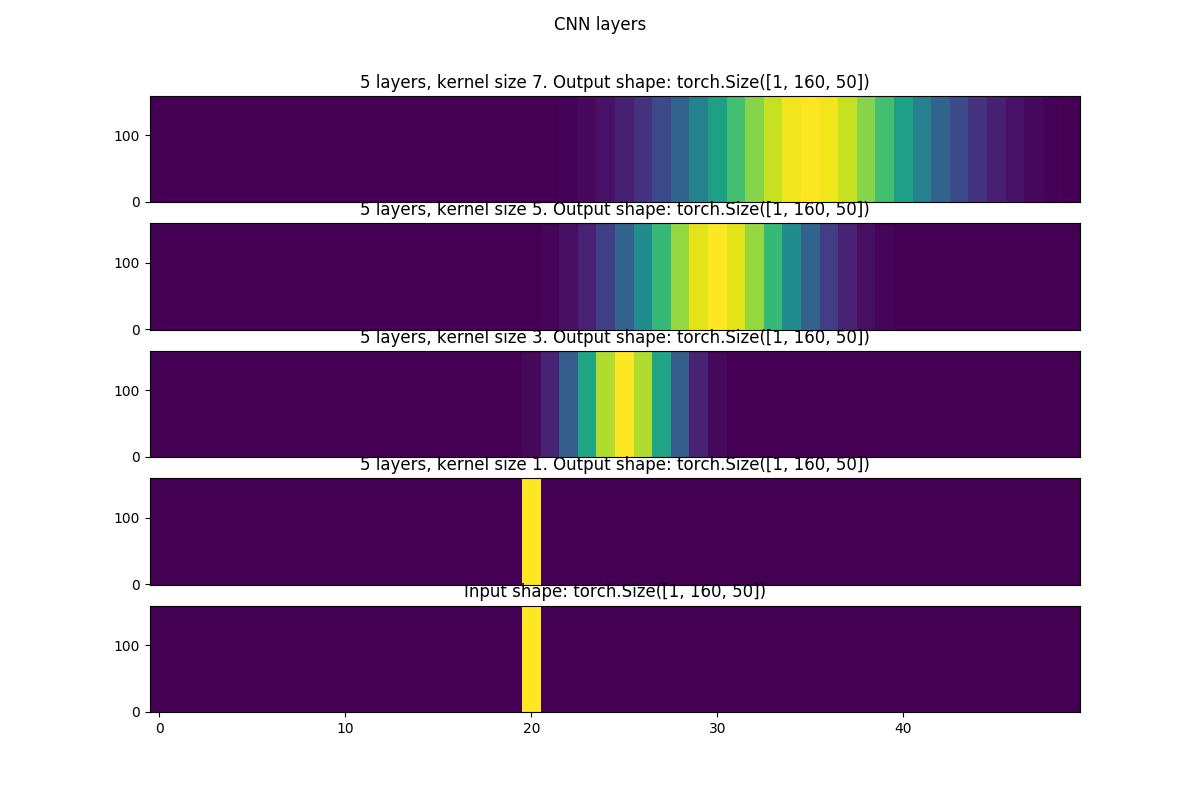 CNN layers
5 layers, kernel size 7. Output shape: torch.Size([1, 160, 50])
100
0
5 layers, kernel size 5. Output shape: torch.Size([1, 160, 50])
100
0
5 layers, kernel size 3. Output shape: torch.Size([1, 160, 50])
100
0
5 layers, kernel size 1. Output shape: torch.Size([1, 160, 50])
100
0
Input shape: torch.Size([1, 160, 50])
100
0
0 10 20 30 40